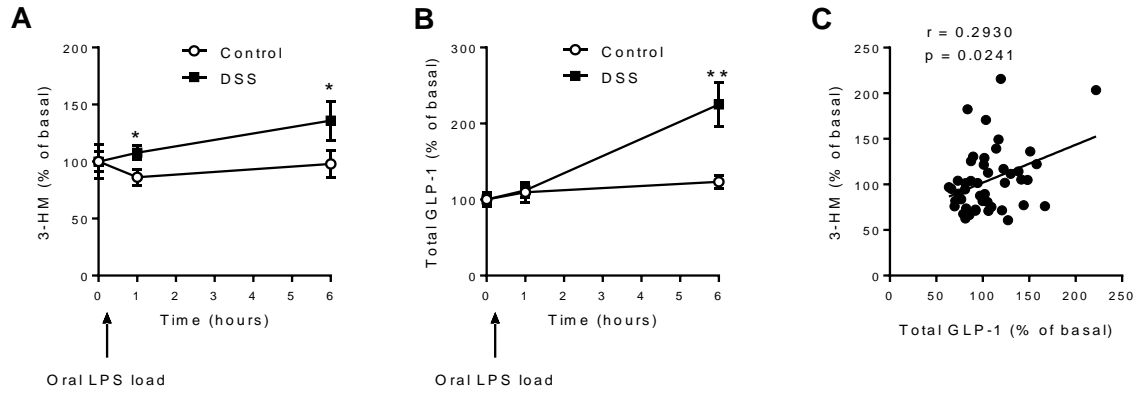 A
3-HM (% of basal)
200
150
100
50
0
Control
DSS
*
*
0 1 2 3 4 5 6
Time (hours)
Oral LPS load
B
Total GLP-1 (% of basal)
300
200
100
0
Control
DSS
**
0 1 2 3 4 5 6
Time (hours)
Oral LPS load
C
r = 0.2930
p = 0.0241
3-HM (% of basal)
250
200
150
100
50
0
0 50 100 150 200 250
Total GLP-1 (% of basal)